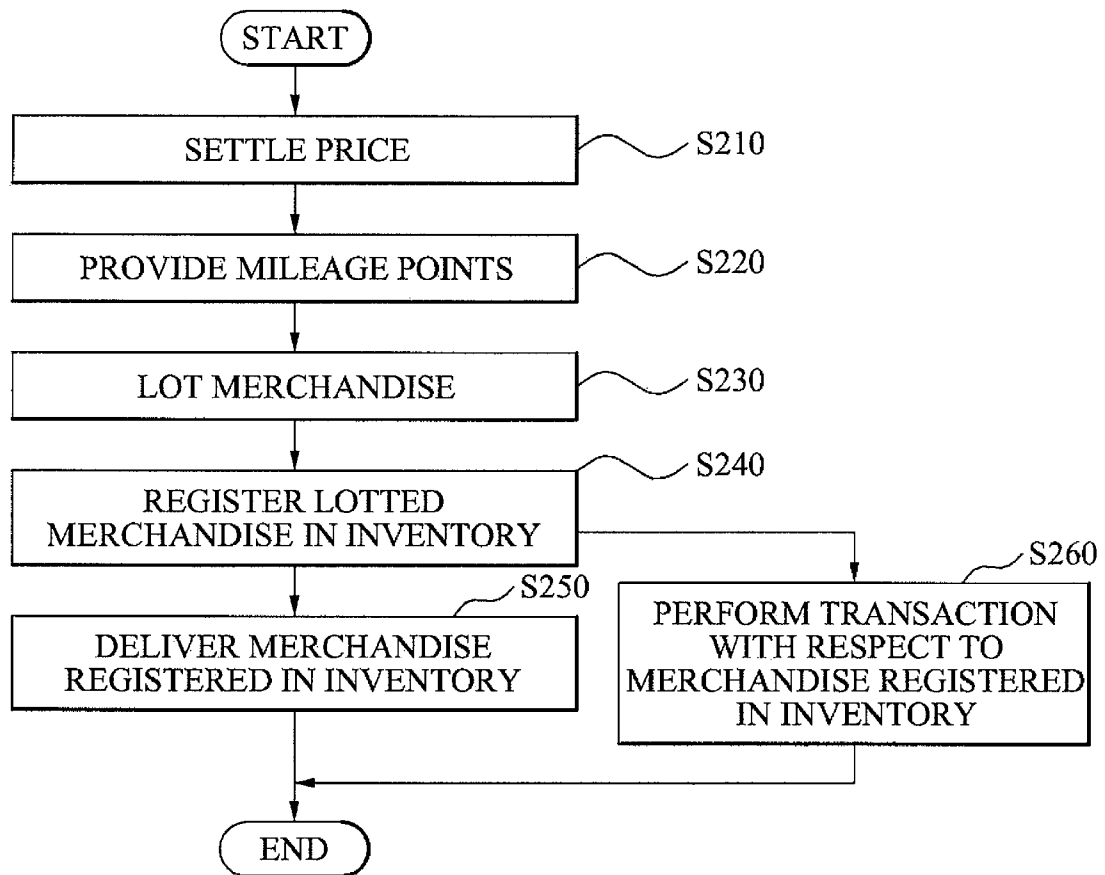 START
SETTLE PRICE
S210
PROVIDE MILEAGE POINTS
S220
LOT MERCHANDISE
S230
REGISTER LOTTED
MERCHANDISE IN INVENTORY
S240
DELIVER MERCHANDISE
REGISTERED IN INVENTORY
S250
PERFORM TRANSACTION
WITH RESPECT TO
MERCHANDISE REGISTERED
IN INVENTORY
S260
END